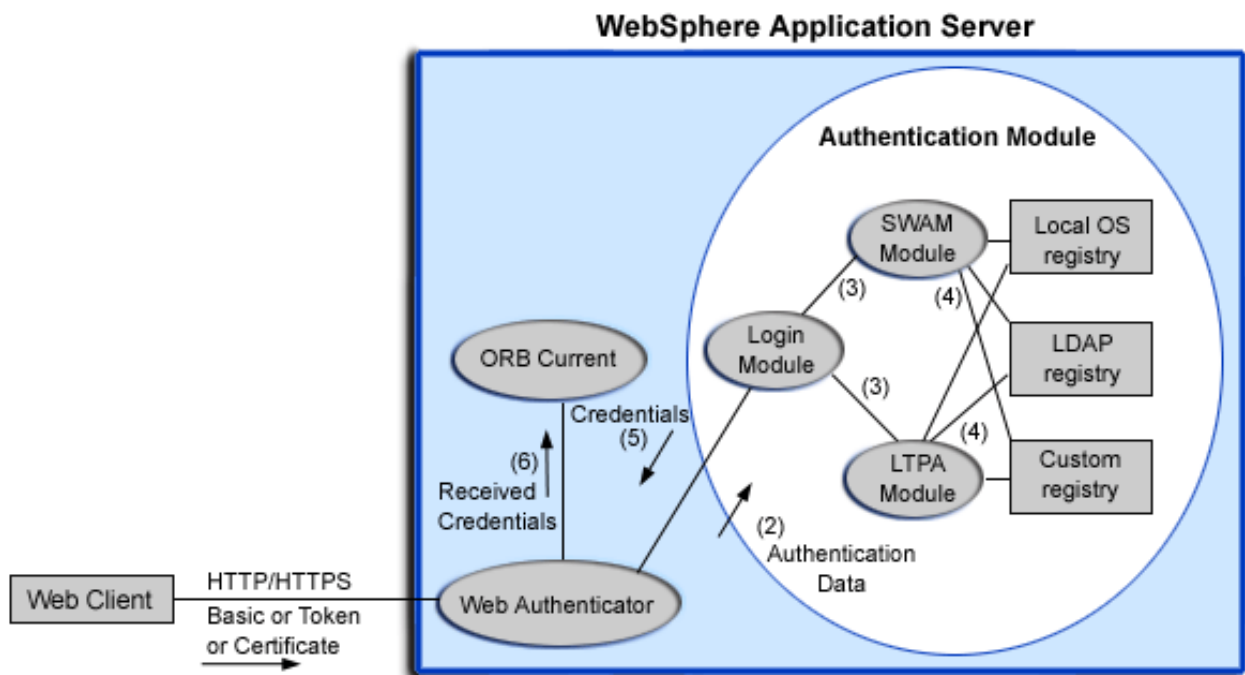 WebSphere Application Server
Authentication Module
SWAM
Module
Local OS
registry
(3)
(4)
Login
Module
LDAP
registry
ORB Current
(3)
Credentials
(5)
(4)
LTPA
Module
Custom
registry
(6)
Received
Credentials
(2)
Authentication
Data
Web Client
HTTP/HTTPS
Basic or Token
or Certificate
Web Authenticator